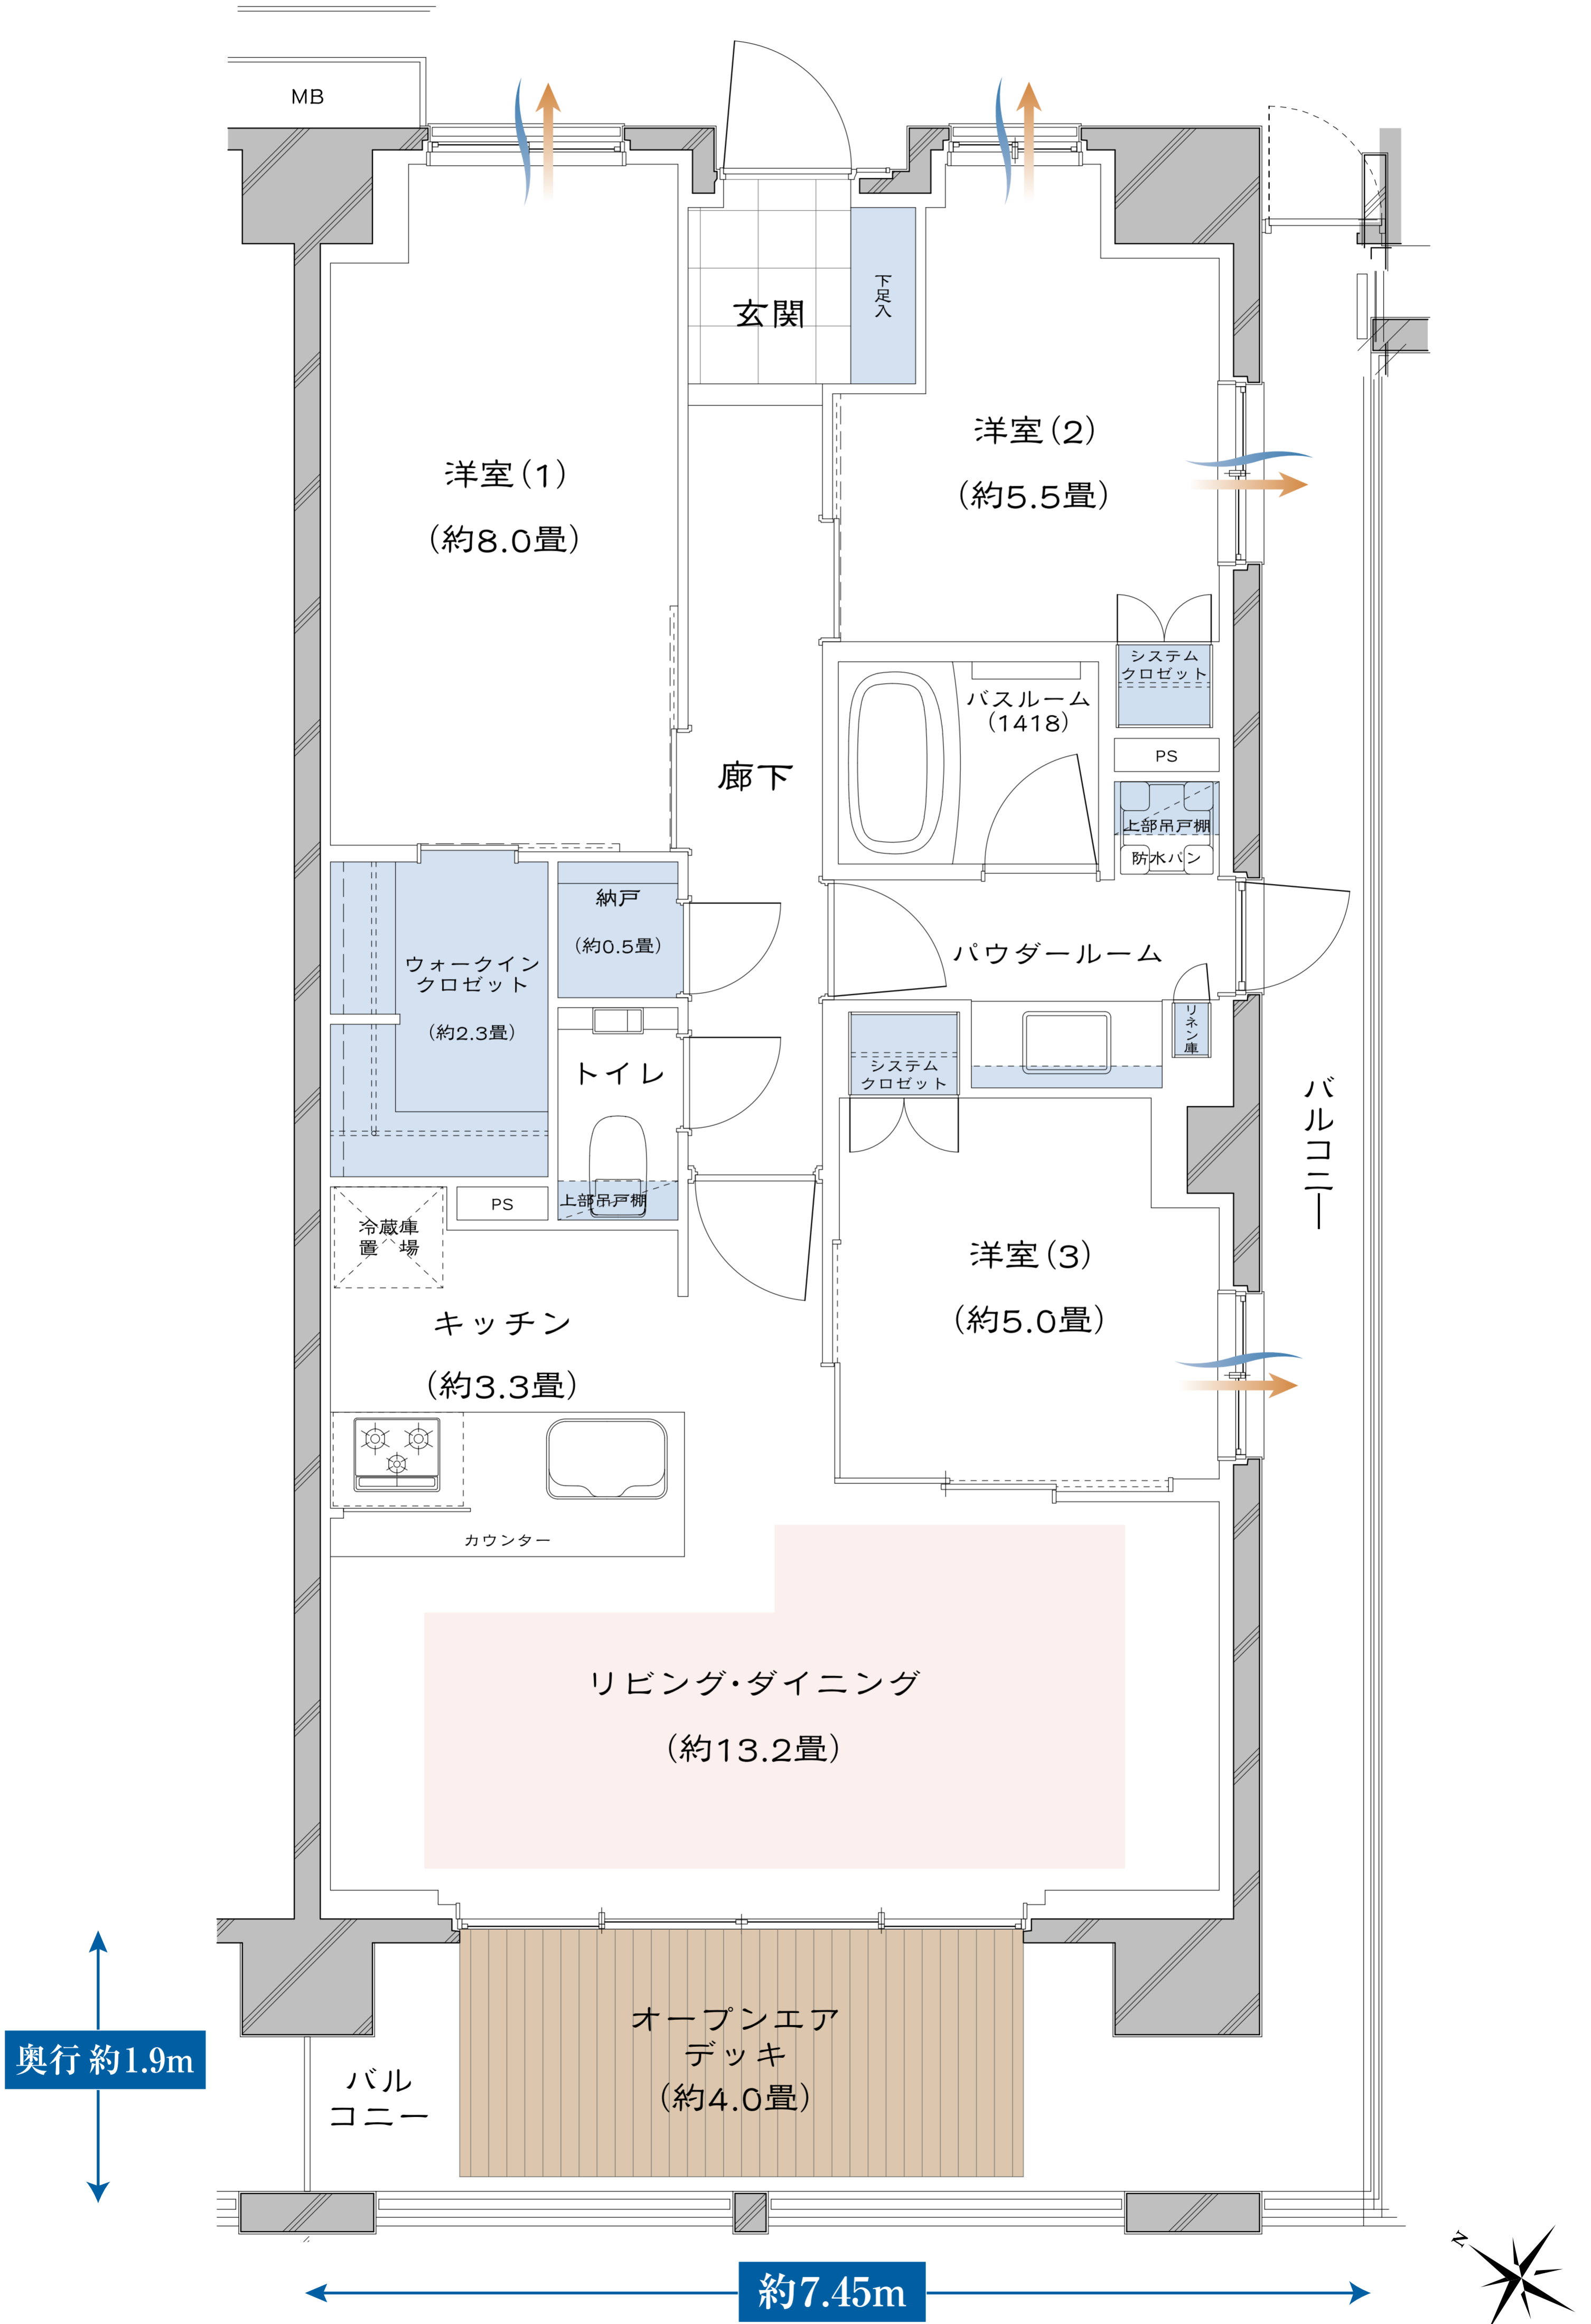 MB
玄関
下足入
洋室(1)
(約8.0畳)
洋室(2)
(約5.5畳)
システム
クロゼット
バスルーム
(1418)
PS
廊下
上部吊戸棚
防水パン
納戸
(約0.5畳)
ウォークイン
クロゼット
(約2.3畳)
パウダールーム
リネン庫
トイレ
システム
クロゼット
バルコニー
上部吊戸棚
PS
冷蔵庫
置場
洋室(3)
(約5.0畳)
キッチン
(約3.3畳)
カウンター
リビング・ダイニング
(約13.2畳)
オープンエア
デッキ
(約4.0畳)
奥行 約1.9m
バル
コニー
N
約7.45m